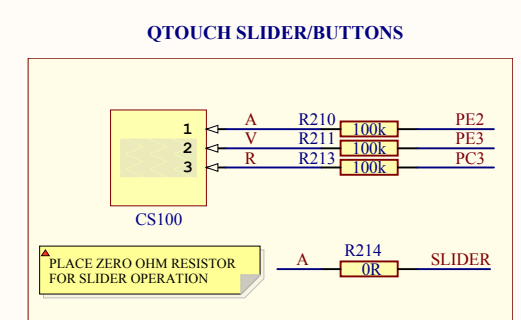 QTOUCH SLIDER/BUTTONS
1 A R210 100k PE2
2 V R211 100k PE3
3 R R213 100k PC3
CS100
PLACE ZERO OHM RESISTOR
FOR SLIDER OPERATION
A R214 0R SLIDER